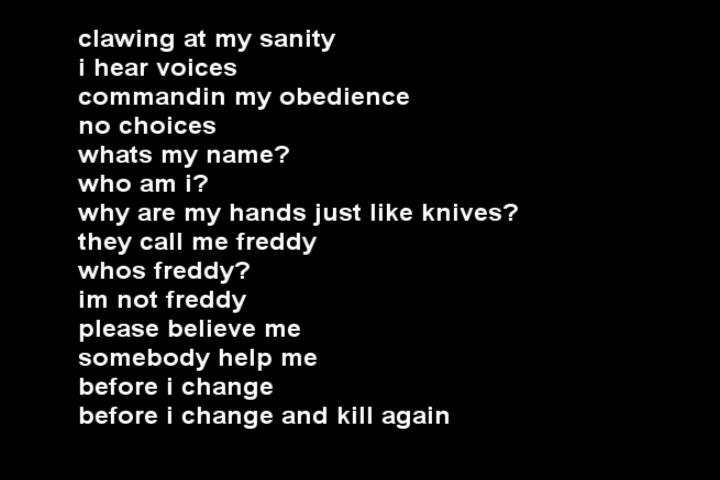 clawing at my sanity
i hear voices
commandin my obedience
no choices
whats my name?
who am i?
why are my hands just like knives?
they call me freddy
whos freddy?
im not freddy
please believe me
somebody help me
before i change
before i change and kill again